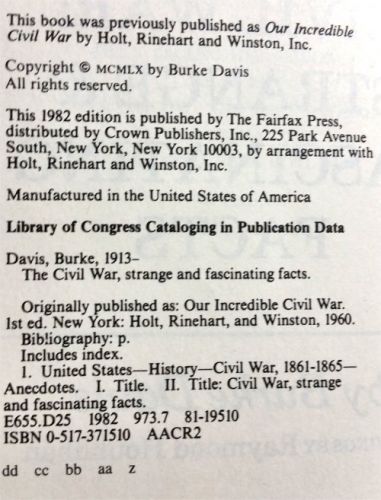 This book was previously published as Our Incredible
Civil War by Holt, Rinehart and Winston, Inc.
Copyright © MCMLX by Burke Davis
All rights reserved.
This 1982 edition is published by The Fairfax Press,
distributed by Crown Publishers, Inc., 225 Park Avenue
South, New York, New York 10003, by arrangement with
Holt, Rinehart and Winston, Inc.
Manufactured in the United States of America
Library of Congress Cataloging in Publication Data
Davis, Burke, 1913–
The Civil War, strange and fascinating facts.
Originally published as: Our Incredible Civil War.
1st ed. New York: Holt, Rinehart, and Winston, 1960.
Bibliography: p.
Includes index.
1. United States—History—Civil War, 1861-1865—
Anecdotes. I. Title. II. Title: Civil War, strange
and fascinating facts.
E655.D25 1982 973.7 81-19510
ISBN 0-517-371510 AACR2
dd cc bb aa z